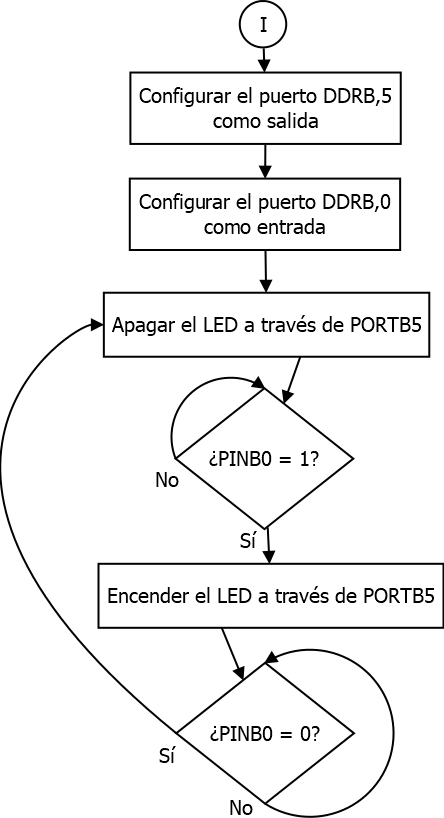 I
Configurar el puerto DDRB,5
como salida
Configurar el puerto DDRB,0
como entrada
Apagar el LED a través de PORTB5
¿PINB0 = 1?
No
Sí
Encender el LED a través de PORTB5
¿PINB0 = 0?
Sí
No